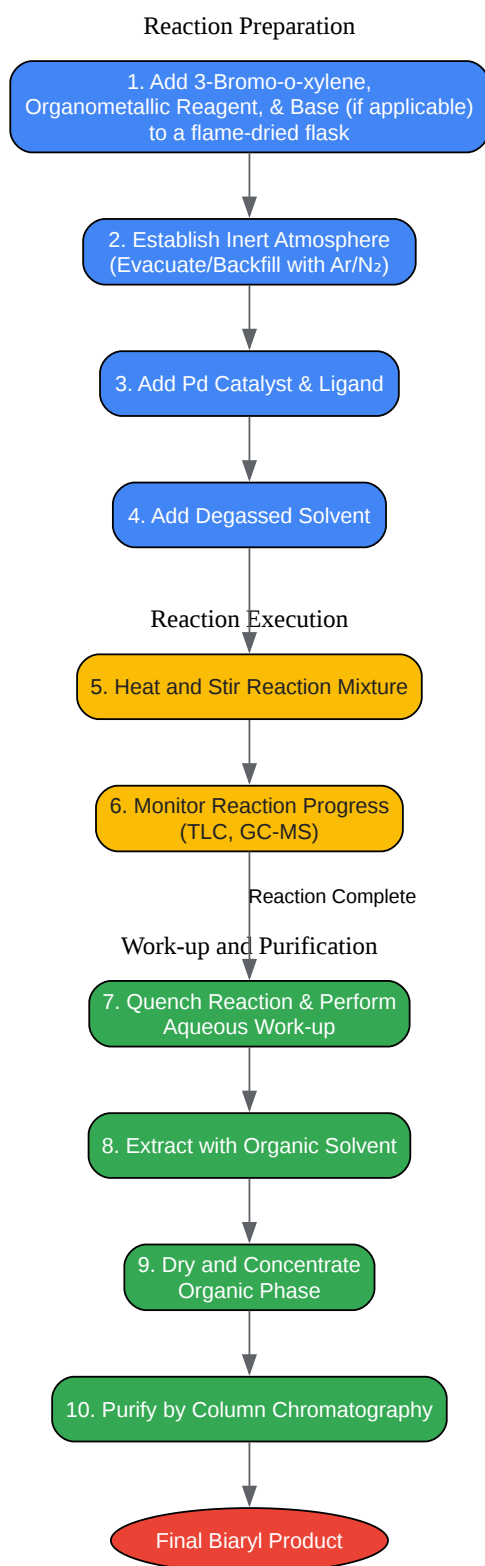 Reaction Preparation
1. Add 3-Bromo-o-xylene,
Organometallic Reagent, & Base (if applicable)
to a flame-dried flask
2. Establish Inert Atmosphere
(Evacuate/Backfill with Ar/N₂)
3. Add Pd Catalyst & Ligand
4. Add Degassed Solvent
Reaction Execution
5. Heat and Stir Reaction Mixture
6. Monitor Reaction Progress
(TLC, GC-MS)
Reaction Complete
Work-up and Purification
7. Quench Reaction & Perform
Aqueous Work-up
8. Extract with Organic Solvent
9. Dry and Concentrate
Organic Phase
10. Purify by Column Chromatography
Final Biaryl Product